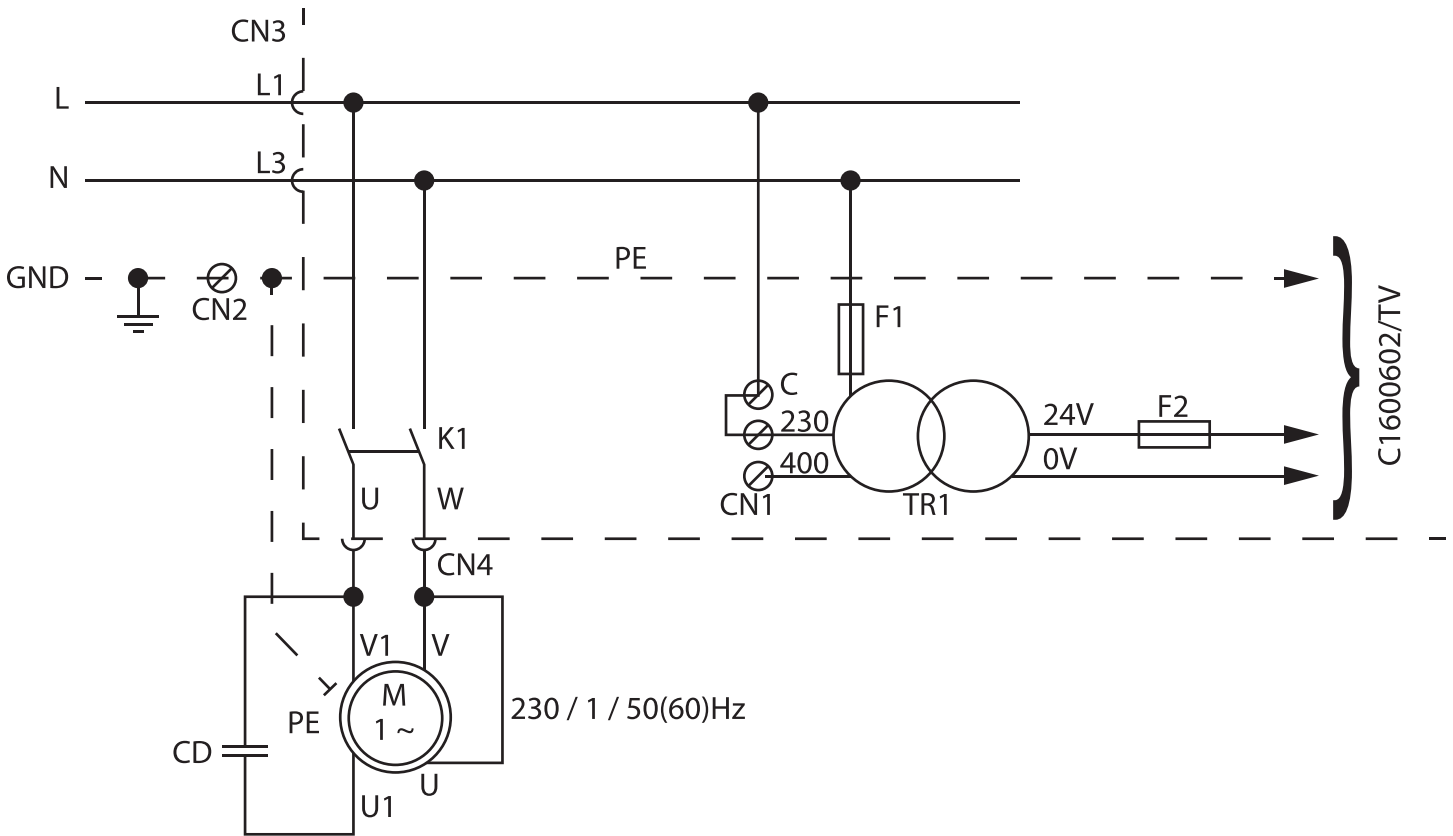 CN3
L L1
N L3
GND CN2 PE
F1
C
230
400
CN1
TR1
24V
0V
F2
C1600602/TV
K1
U W
CN4
V1 V
M
1 ~
PE
230 / 1 / 50(60)Hz
CD
U
U1